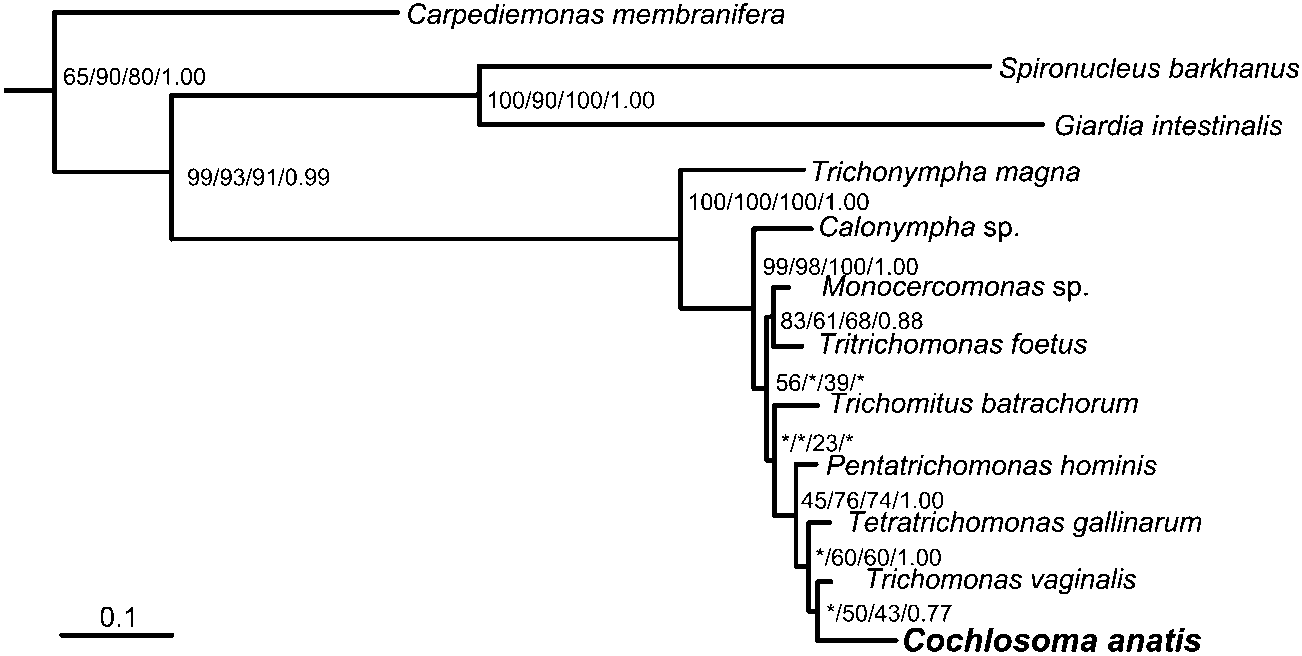 Carpediemonas membranifera
Spironucleus barkhanus
65/90/80/1.00
100/90/100/1.00
Giardia intestinalis
Trichonympha magna
99/93/91/0.99
100/100/100/1.00
Calonympha sp.
99/98/100/1.00
Monocercomonas sp.
83/61/68/0.88
Tritrichomonas foetus
56/*/39/*
Trichomitus batrachorum
*/*/23/*
Pentatrichomonas hominis
45/76/74/1.00
Tetratrichomonas gallinarum
*/60/60/1.00
Trichomonas vaginalis
*/50/43/0.77
0.1
Cochlosoma anatis